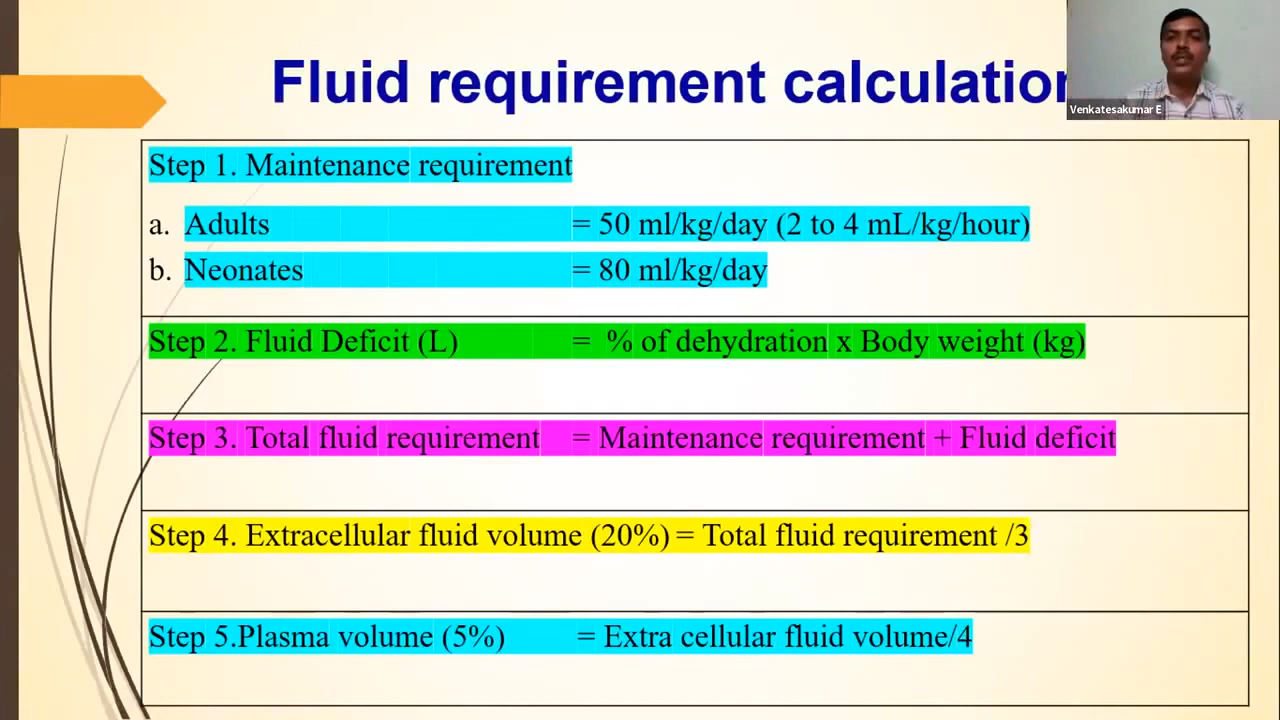 Fluid requirement calculation
Venkatesakumar E
Step 1. Maintenance requirement
a. Adults = 50 ml/kg/day (2 to 4 mL/kg/hour)
b. Neonates = 80 ml/kg/day
Step 2. Fluid Deficit (L) = % of dehydration x Body weight (kg)
Step 3. Total fluid requirement = Maintenance requirement + Fluid deficit
Step 4. Extracellular fluid volume (20%) = Total fluid requirement /3
Step 5.Plasma volume (5%) = Extra cellular fluid volume/4